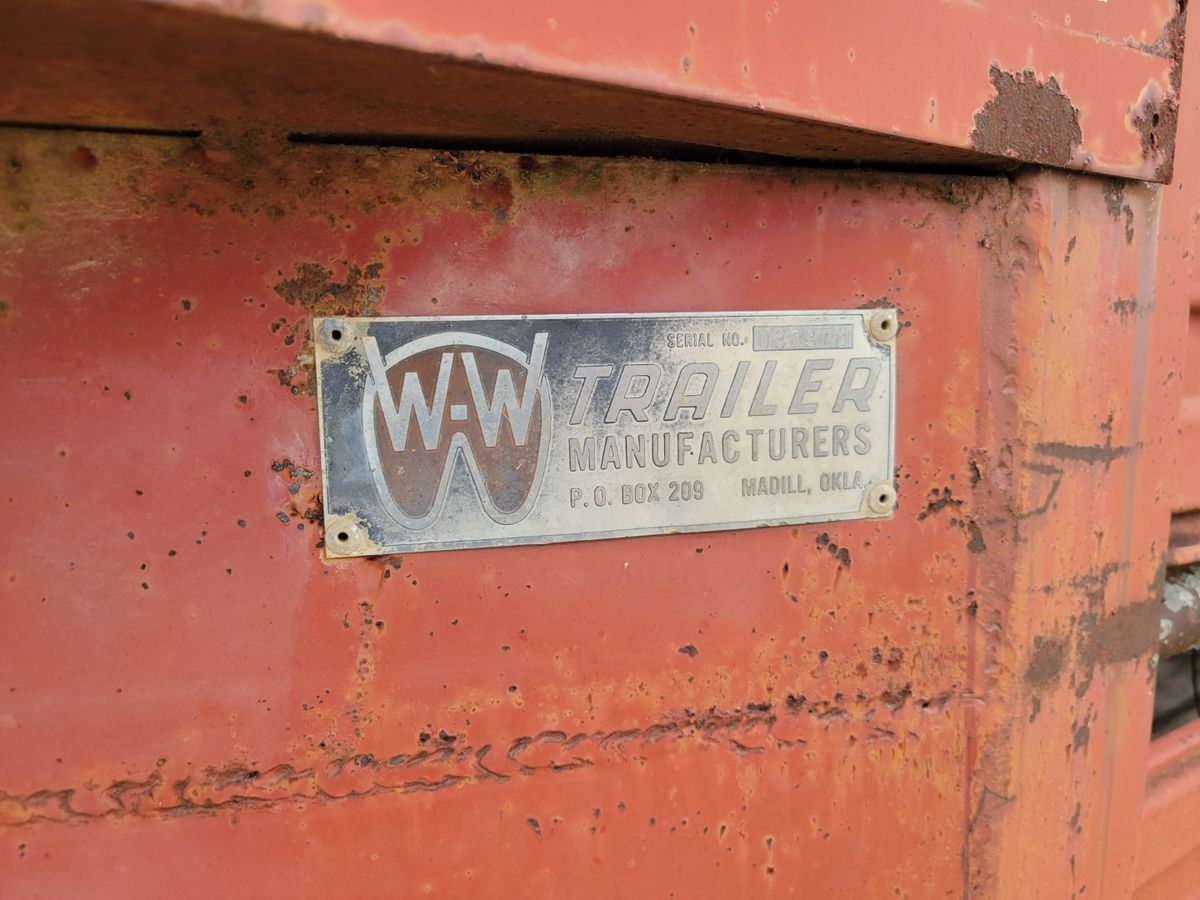 W-W
SERIAL NO.
TRAILER
MANUFACTURERS
P. O. BOX 209 MADILL, OKLA.